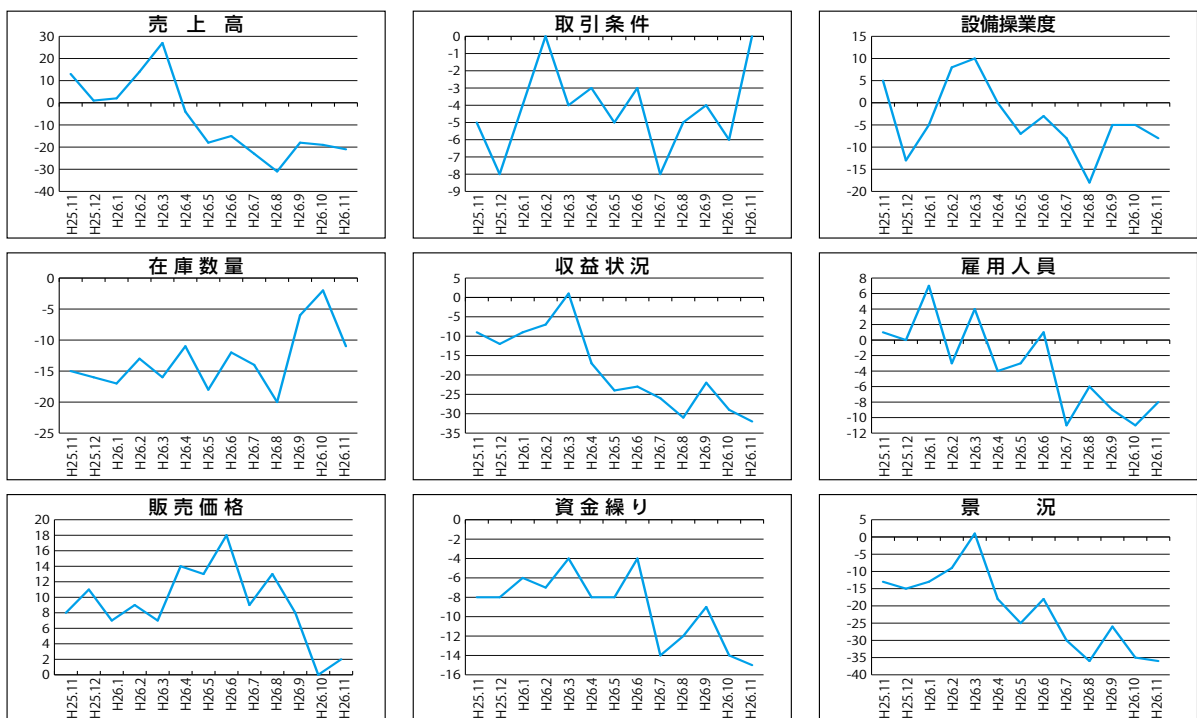 売 上 高
30
20
10
0
-10
-20
-30
-40
H25.11
H25.12
H26.1
H26.2
H26.3
H26.4
H26.5
H26.6
H26.7
H26.8
H26.9
H26.10
H26.11
取引条件
0
-1
-2
-3
-4
-5
-6
-7
-8
-9
H25.11
H25.12
H26.1
H26.2
H26.3
H26.4
H26.5
H26.6
H26.7
H26.8
H26.9
H26.10
H26.11
設備操業度
15
10
5
0
-5
-10
-15
-20
H25.11
H25.12
H26.1
H26.2
H26.3
H26.4
H26.5
H26.6
H26.7
H26.8
H26.9
H26.10
H26.11
在庫数量
0
-5
-10
-15
-20
-25
H25.11
H25.12
H26.1
H26.2
H26.3
H26.4
H26.5
H26.6
H26.7
H26.8
H26.9
H26.10
H26.11
収益状況
5
0
-5
-10
-15
-20
-25
-30
-35
H25.11
H25.12
H26.1
H26.2
H26.3
H26.4
H26.5
H26.6
H26.7
H26.8
H26.9
H26.10
H26.11
雇用人員
8
6
4
2
0
-2
-4
-6
-8
-10
-12
H25.11
H25.12
H26.1
H26.2
H26.3
H26.4
H26.5
H26.6
H26.7
H26.8
H26.9
H26.10
H26.11
販売価格
20
18
16
14
12
10
8
6
4
2
0
H25.11
H25.12
H26.1
H26.2
H26.3
H26.4
H26.5
H26.6
H26.7
H26.8
H26.9
H26.10
H26.11
資金繰り
0
-2
-4
-6
-8
-10
-12
-14
-16
H25.11
H25.12
H26.1
H26.2
H26.3
H26.4
H26.5
H26.6
H26.7
H26.8
H26.9
H26.10
H26.11
景 況
5
0
-5
-10
-15
-20
-25
-30
-35
-40
H25.11
H25.12
H26.1
H26.2
H26.3
H26.4
H26.5
H26.6
H26.7
H26.8
H26.9
H26.10
H26.11